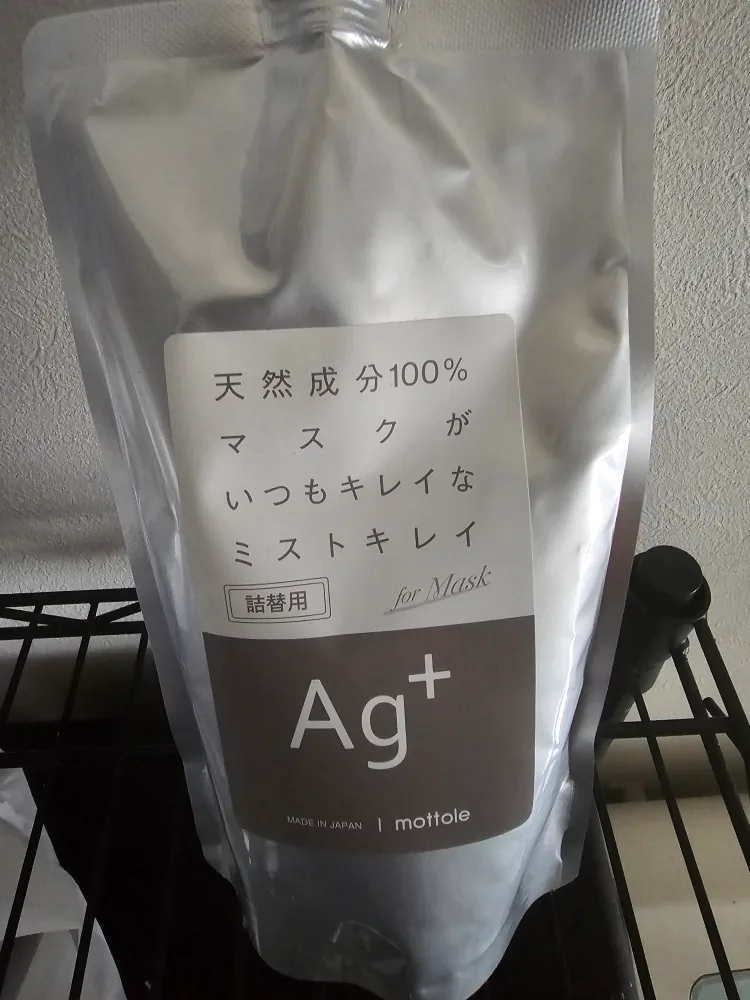 天然成分100%
マスクが
いつもキレイな
ミストキレイ
詰替用
for Mask
Ag+
MADE IN JAPAN | mottole